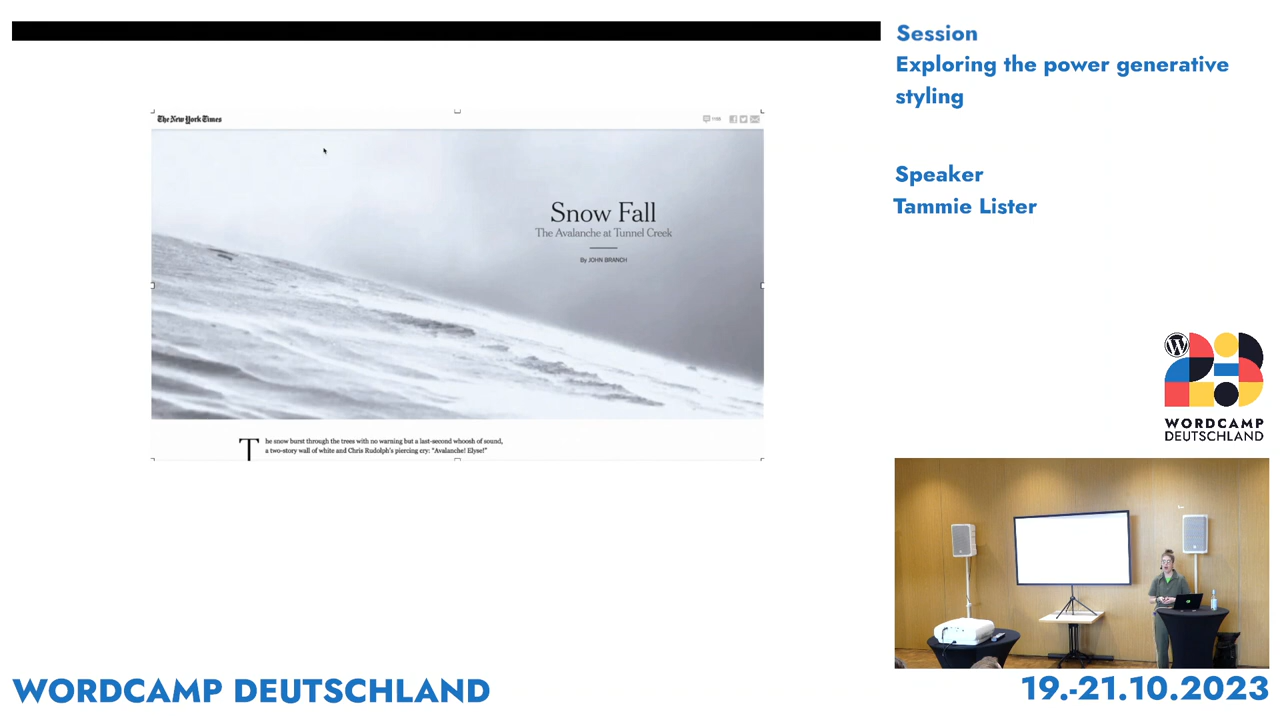 Session
Exploring the power generative
styling
Speaker
Tammie Lister
The New York Times
Snow Fall
The Avalanche at Tunnel Creek
By JOHN BRANCH
The snow burst through the trees with no warning but a last-second whoosh of sound,
a two-story wall of white and Chris Rudolph's piercing cry: "Avalanche! Elyse!"
W
WORDCAMP
DEUTSCHLAND
WORDCAMP DEUTSCHLAND
19.-21.10.2023